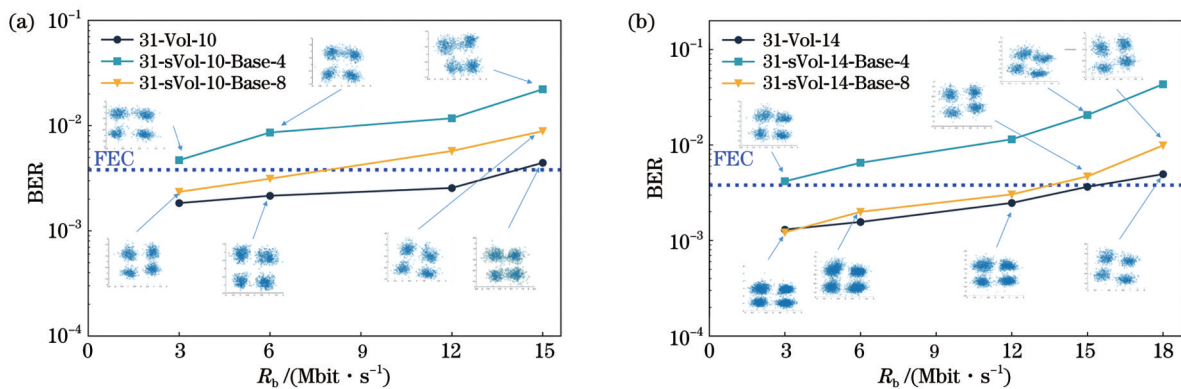 (a)
10⁻¹
10⁻²
10⁻³
10⁻⁴
BER
31-Vol-10
31-sVol-10-Base-4
31-sVol-10-Base-8
FEC
0 3 6 9 12 15
R_b /(Mbit · s⁻¹)
(b)
10⁻¹
10⁻²
10⁻³
10⁻⁴
BER
31-Vol-14
31-sVol-14-Base-4
31-sVol-14-Base-8
FEC
0 3 6 9 12 15 18
R_b /(Mbit · s⁻¹)